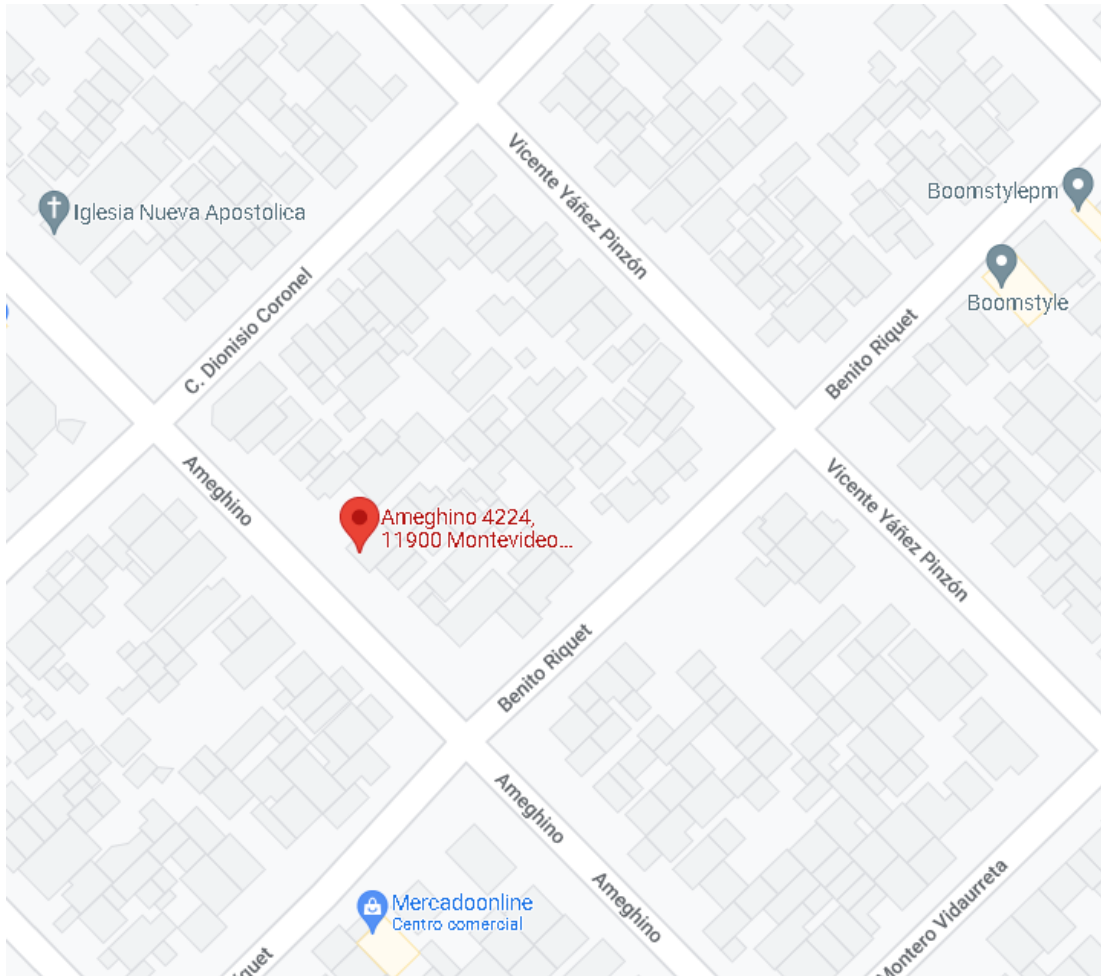 Vicente Yáñez Pinzón
Boomstylepm
Iglesia Nueva Apostolica
C. Dionisio Coronel
Boomstyle
Benito Riquet
Ameghino
Vicente Yáñez Pinzón
Ameghino 4224,
11900 Montevideo...
Benito Riquet
Ameghino
Mercadoonline
Centro comercial
Ameghino
Montero Vidaurreta